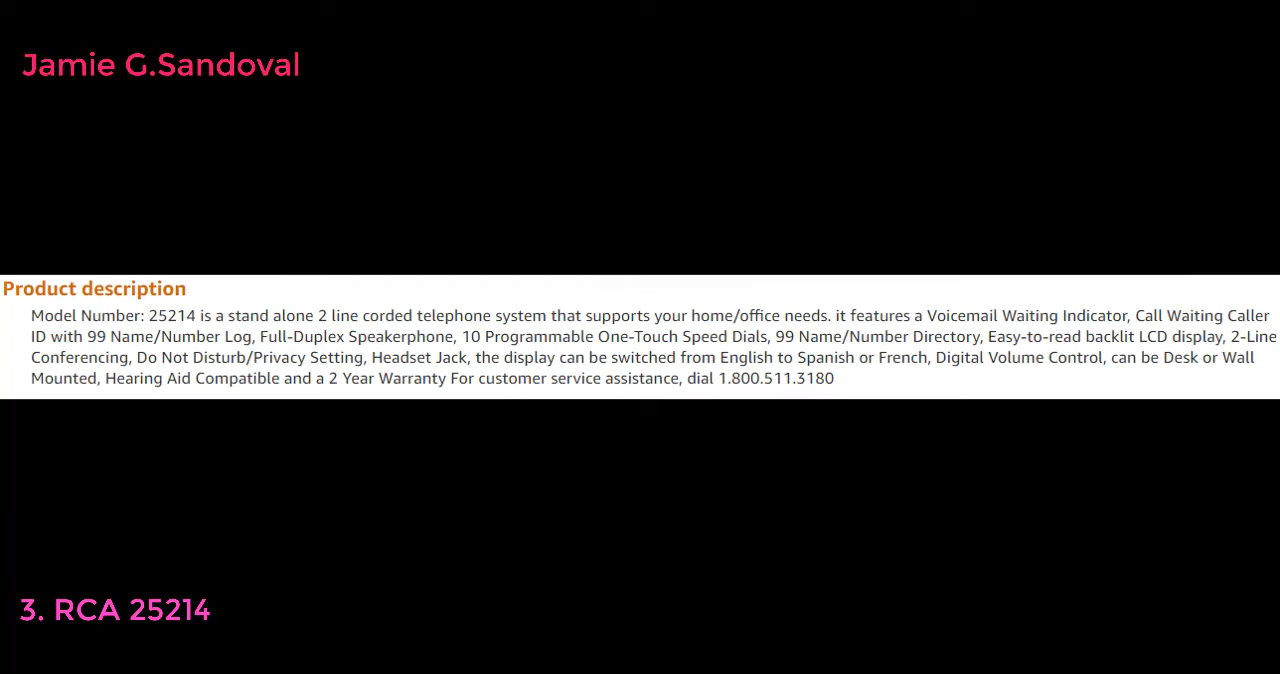 Jamie G.Sandoval
Product description
Model Number: 25214 is a stand alone 2 line corded telephone system that supports your home/office needs. it features a Voicemail Waiting Indicator, Call Waiting Caller
ID with 99 Name/Number Log, Full-Duplex Speakerphone, 10 Programmable One-Touch Speed Dials, 99 Name/Number Directory, Easy-to-read backlit LCD display, 2-Line
Conferencing, Do Not Disturb/Privacy Setting, Headset Jack, the display can be switched from English to Spanish or French, Digital Volume Control, can be Desk or Wall
Mounted, Hearing Aid Compatible and a 2 Year Warranty For customer service assistance, dial 1.800.511.3180
3. RCA 25214